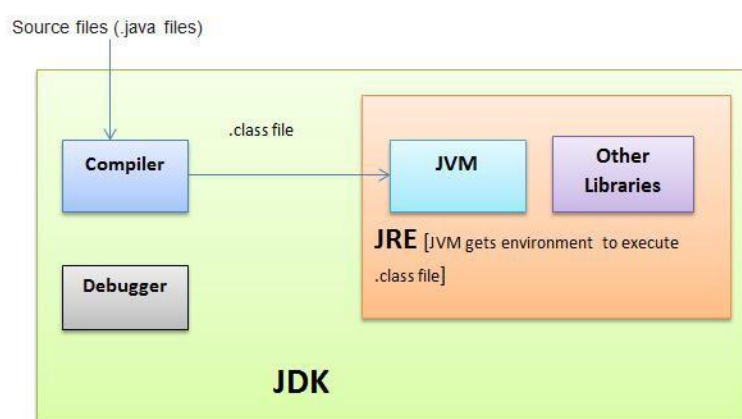 Source files (.java files)
.class file
Compiler
JVM
Other
Libraries
JRE [JVM gets environment to execute
.class file]
Debugger
JDK